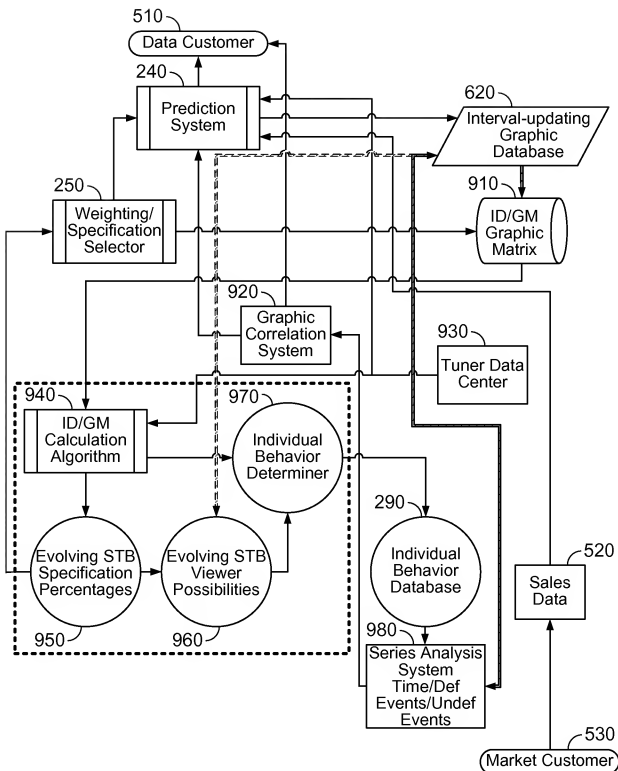 510
Data Customer
240
Prediction
System
620
Interval-updating
Graphic
Database
250
Weighting/
Specification
Selector
910
ID/GM
Graphic
Matrix
920
Graphic
Correlation
System
930
Tuner Data
Center
940
ID/GM
Calculation
Algorithm
970
Individual
Behavior
Determiner
290
Individual
Behavior
Database
Evolving STB
Specification
Percentages
950
Evolving STB
Viewer
Possibilities
960
520
Sales
Data
980
Series Analysis
System
Time/Def
Events/Undef
Events
530
Market Customer